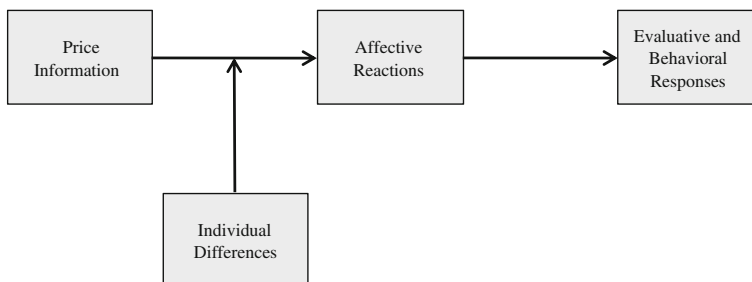 Price
Information
Affective
Reactions
Evaluative and
Behavioral
Responses
Individual
Differences